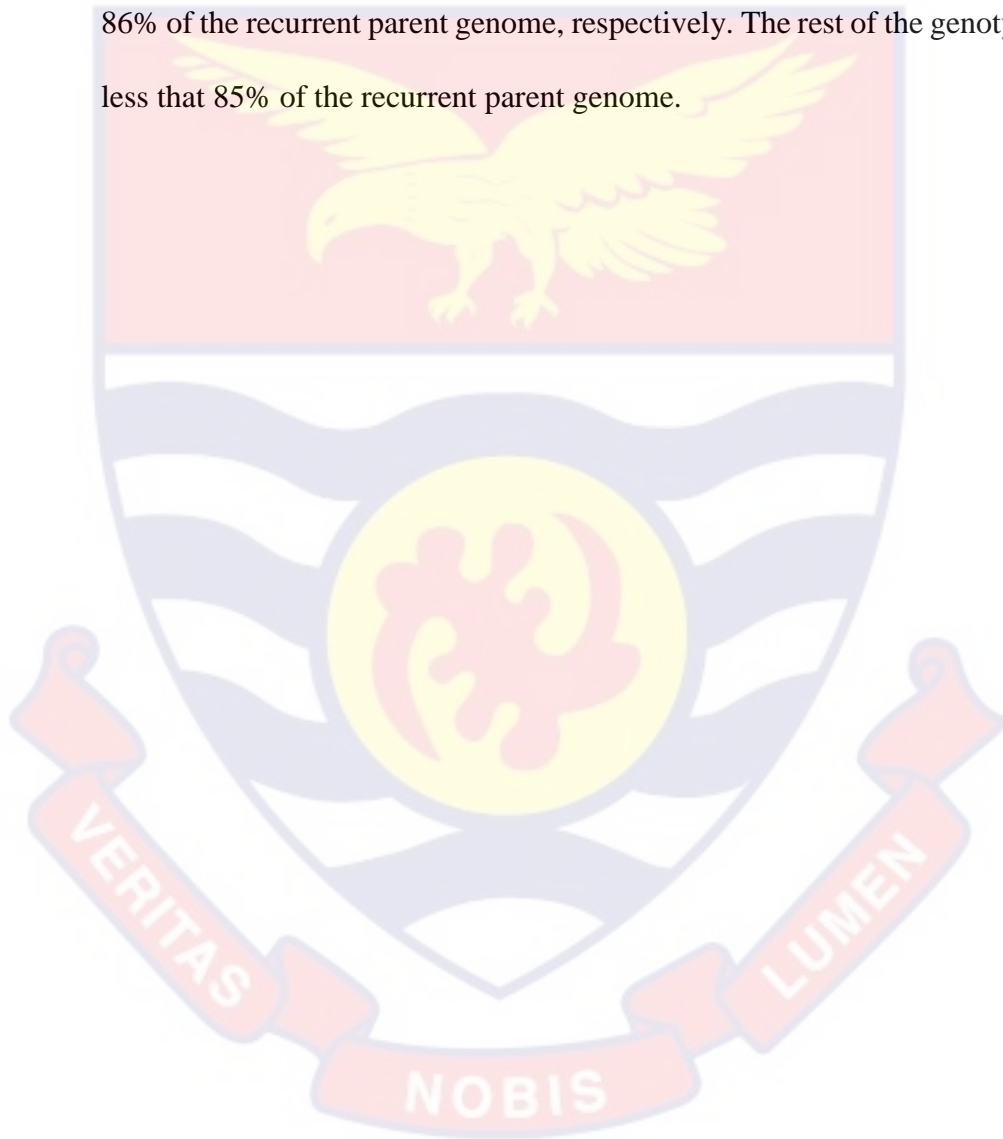 86% of the recurrent parent genome, respectively. The rest of the
less that 85% of the recurrent parent genome.
VERITAS
NOBIS
LUMEN